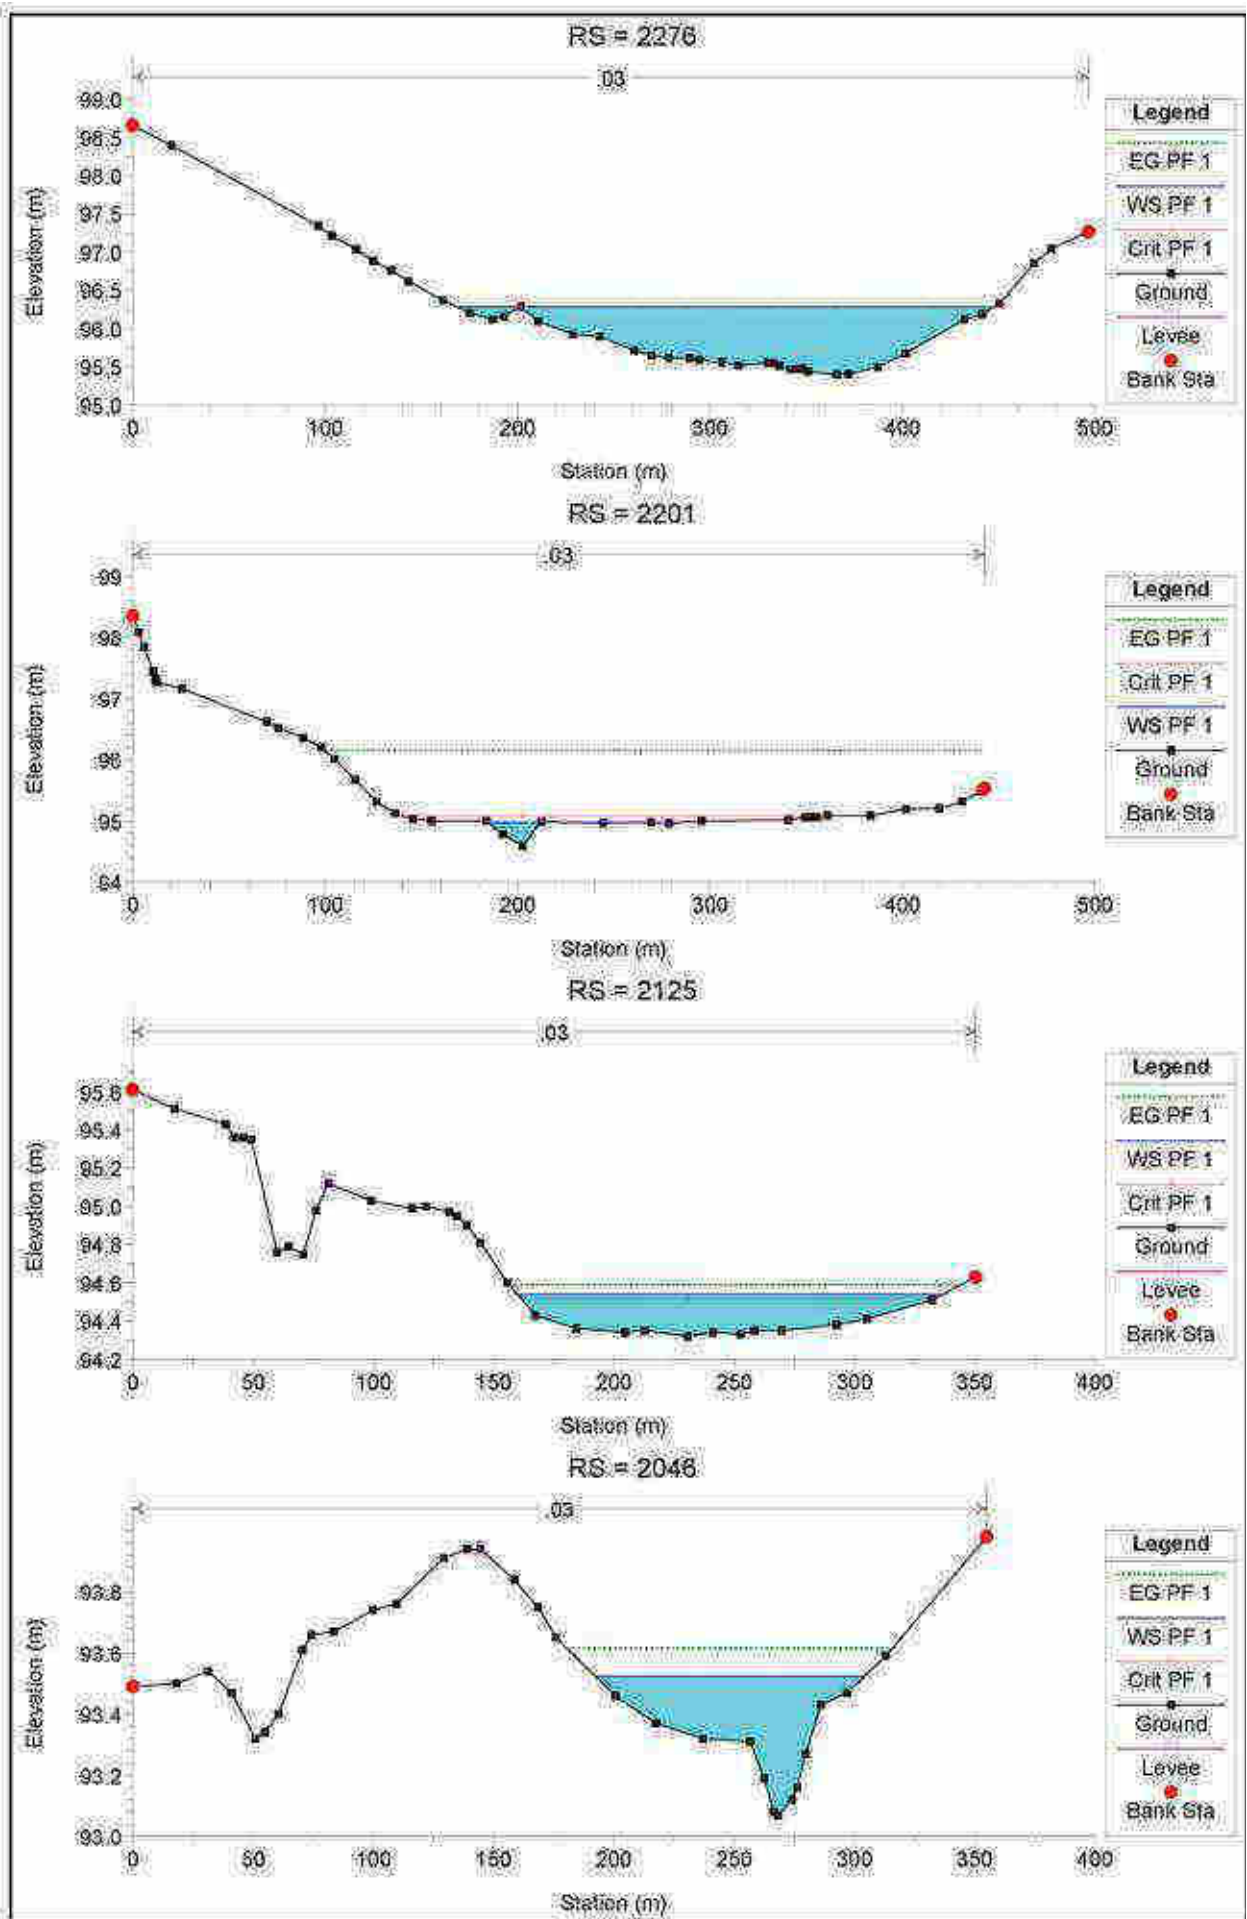 RS = 2276
.03
99.0
98.5
98.0
97.5
97.0
96.5
96.0
95.5
95.0
Elevation (m)
0 100 200 300 400 500
Station (m)
Legend
EG PF 1
WS PF 1
Crit PF 1
Ground
Levee
Bank Sta
RS = 2201
.03
99
98
97
96
95
94
Elevation (m)
0 100 200 300 400 500
Station (m)
Legend
EG PF 1
Crit PF 1
WS PF 1
Ground
Bank Sta
RS = 2125
.03
95.6
95.4
95.2
95.0
94.8
94.6
94.4
94.2
Elevation (m)
0 50 100 150 200 250 300 350 400
Station (m)
Legend
EG PF 1
WS PF 1
Crit PF 1
Ground
Levee
Bank Sta
RS = 2046
.03
93.8
93.6
93.4
93.2
93.0
Elevation (m)
0 50 100 150 200 250 300 350 400
Station (m)
Legend
EG PF 1
WS PF 1
Crit PF 1
Ground
Levee
Bank Sta